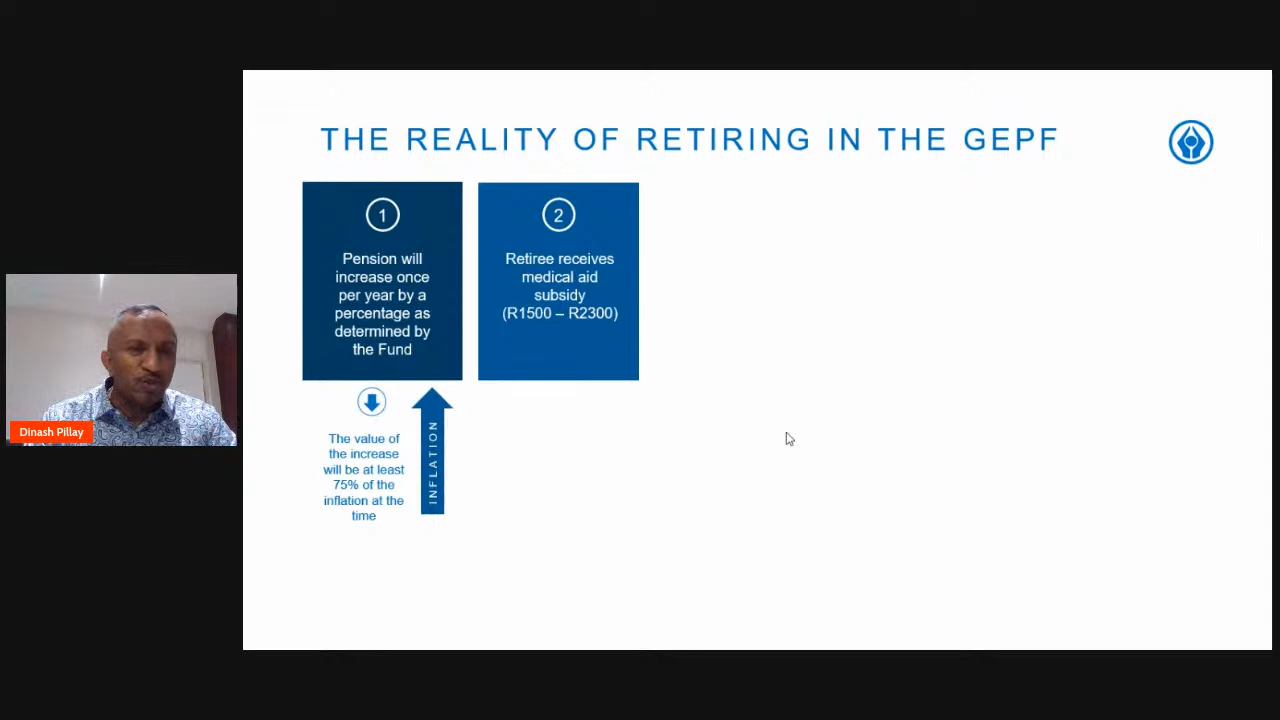 THE REALITY OF RETIRING IN THE GEPF
1
Pension will
increase once
per year by a
percentage as
determined by
the Fund
2
Retiree receives
medical aid
subsidy
(R1500 – R2300)
The value of
the increase
will be at least
75% of the
inflation at the
time
INFLATION
Dinash Pillay